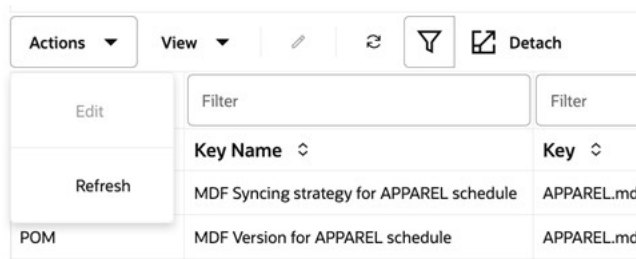 Actions View Detach
Edit Filter Filter
Key Name Key
Refresh MDF Syncing strategy for APPAREL schedule APPAREL.md
POM MDF Version for APPAREL schedule APPAREL.md